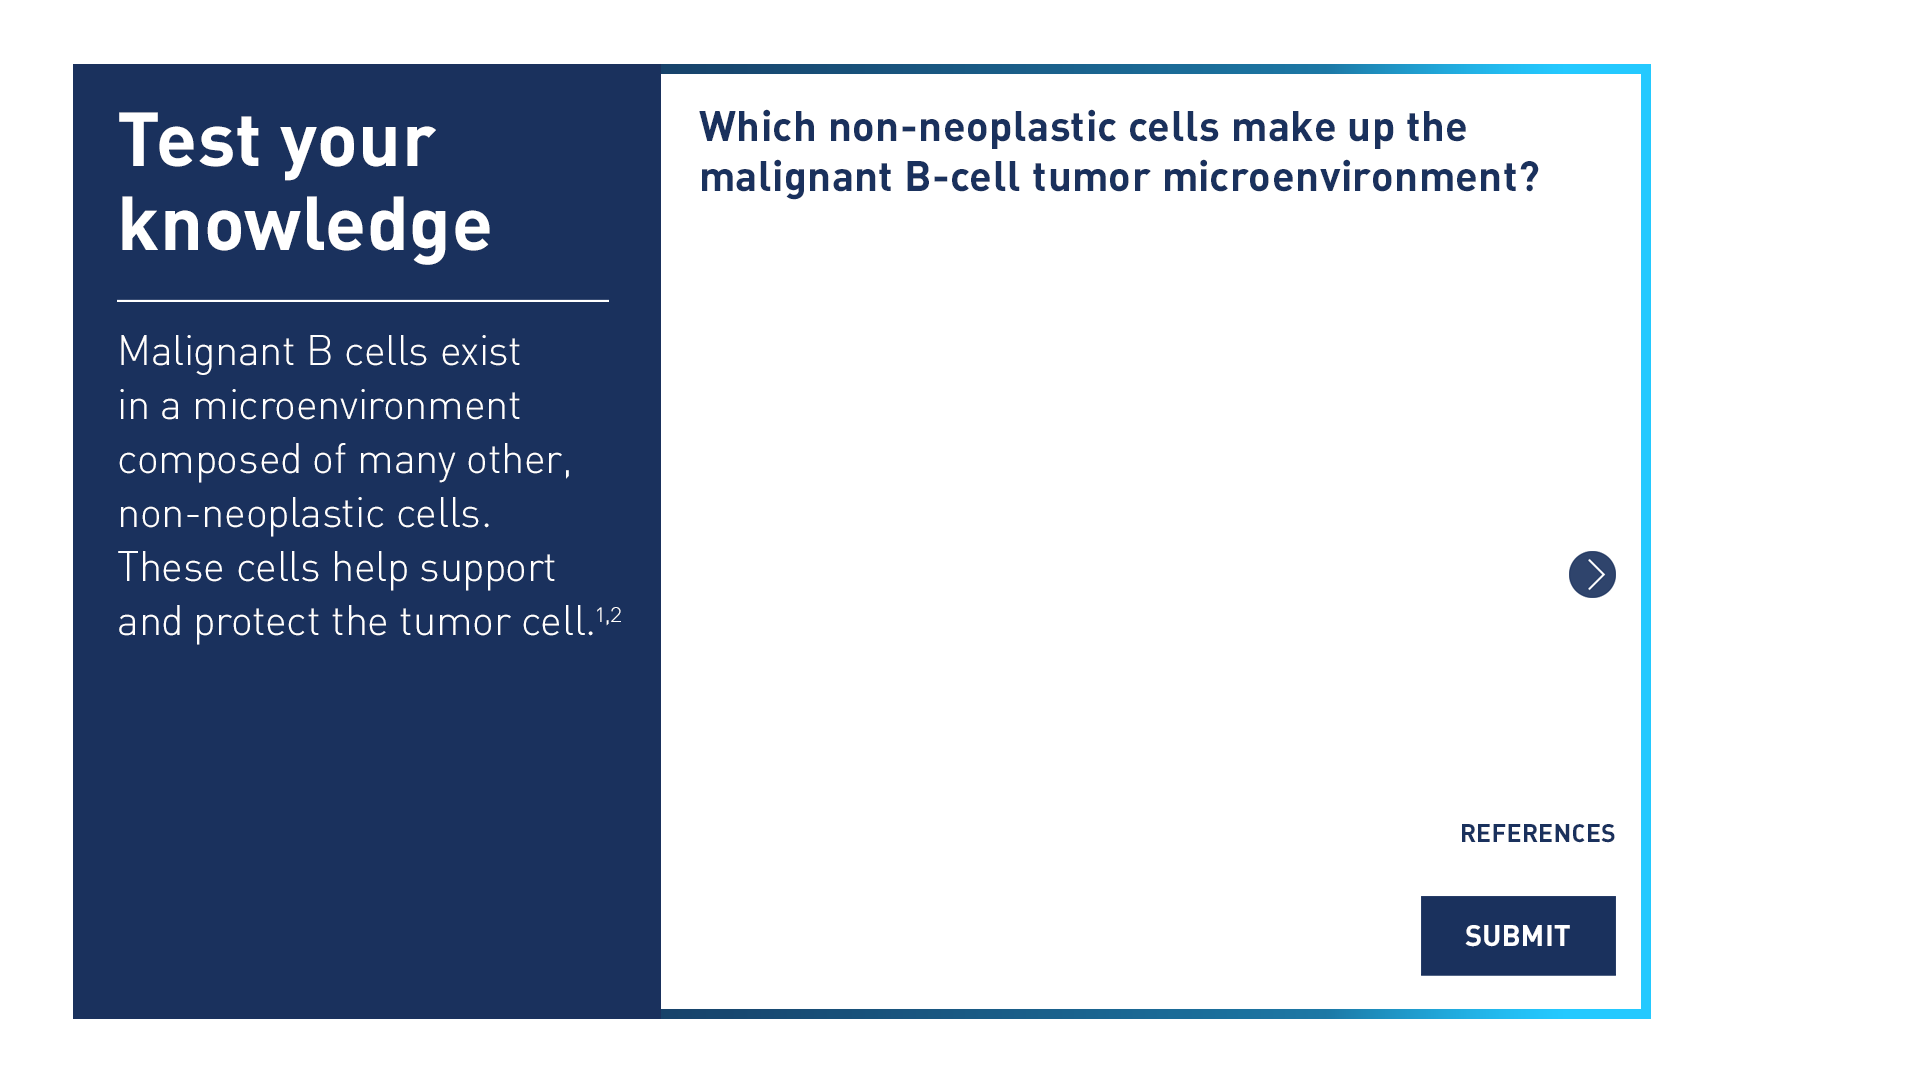 Test your
knowledge
Malignant B cells exist
in a microenvironment
composed of many other,
non-neoplastic cells.
These cells help support
and protect the tumor cell.1,2
Which non-neoplastic cells make up the
malignant B-cell tumor microenvironment?
REFERENCES
SUBMIT